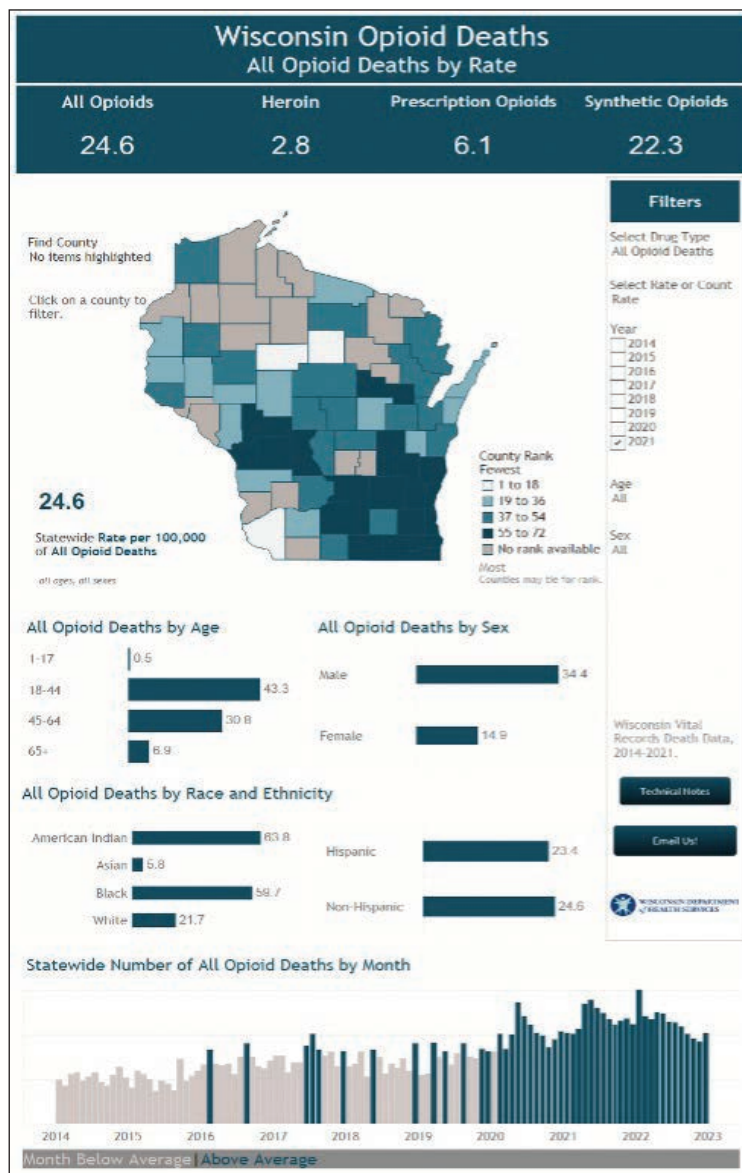 Wisconsin Opioid Deaths
All Opioid Deaths by Rate
All Opioids
Heroin
Prescription Opioids
Synthetic Opioids
24.6
2.8
6.1
22.3
Find County
No items highlighted
Click on a county to
filter.
24.6
Statewide Rate per 100,000
of All Opioid Deaths
all ages, all sexes
County Rank
Fewest
1 to 18
19 to 36
37 to 54
55 to 72
No rank available
Most
Counties may tie for rank.
Filters
Select Drug Type
All Opioid Deaths
Select Rate or Count
Rate
Year
2014
2015
2016
2017
2018
2019
2020
2021
Age
All
Sex
All
All Opioid Deaths by Age
1-17
0.5
18-44
43.3
45-64
30.8
65+
6.9
All Opioid Deaths by Sex
Male
34.4
Female
14.9
Wisconsin Vital
Records Death Data,
2014-2021.
Technical Notes
Email Us!
WISCONSIN DEPARTMENT
of HEALTH SERVICES
All Opioid Deaths by Race and Ethnicity
American Indian
63.8
Asian
5.8
Black
59.7
White
21.7
Hispanic
23.4
Non-Hispanic
24.6
Statewide Number of All Opioid Deaths by Month
2014 2015 2016 2017 2018 2019 2020 2021 2022 2023
Month Below Average|Above Average